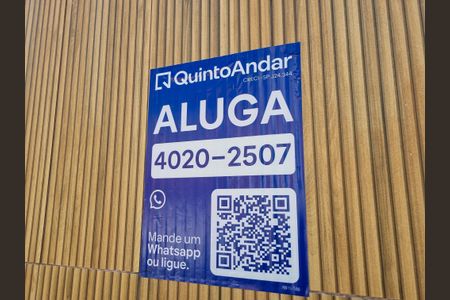 QuintoAndar
CRECI-SP J24.344
ALUGA
4020-2507
Mande um
Whatsapp
ou ligue.